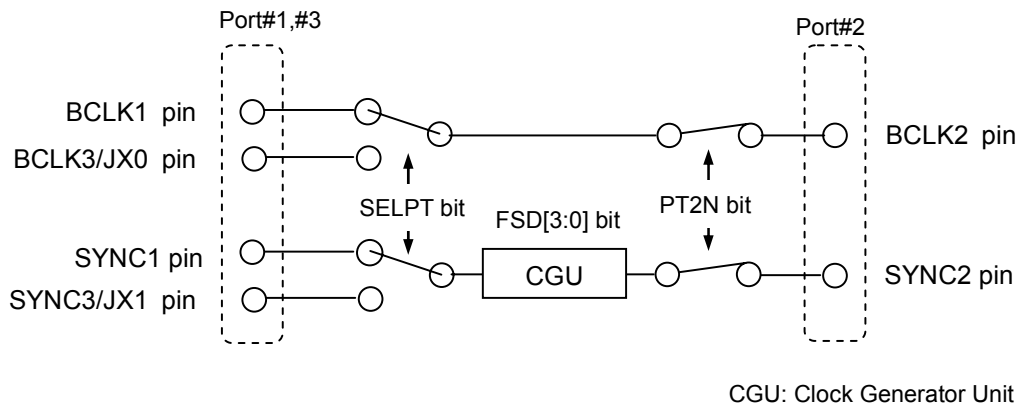 Port#1,#3
Port#2
BCLK1 pin
BCLK2 pin
BCLK3/JX0 pin
SELPT bit
PT2N bit
FSD[3:0] bit
SYNC1 pin
CGU
SYNC2 pin
SYNC3/JX1 pin
CGU: Clock Generator Unit